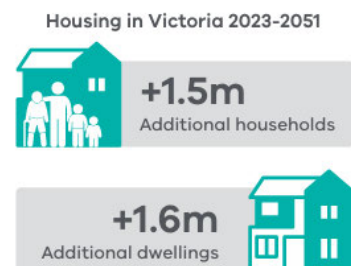 Housing in Victoria 2023-2051
+1.5m
Additional households
+1.6m
Additional dwellings